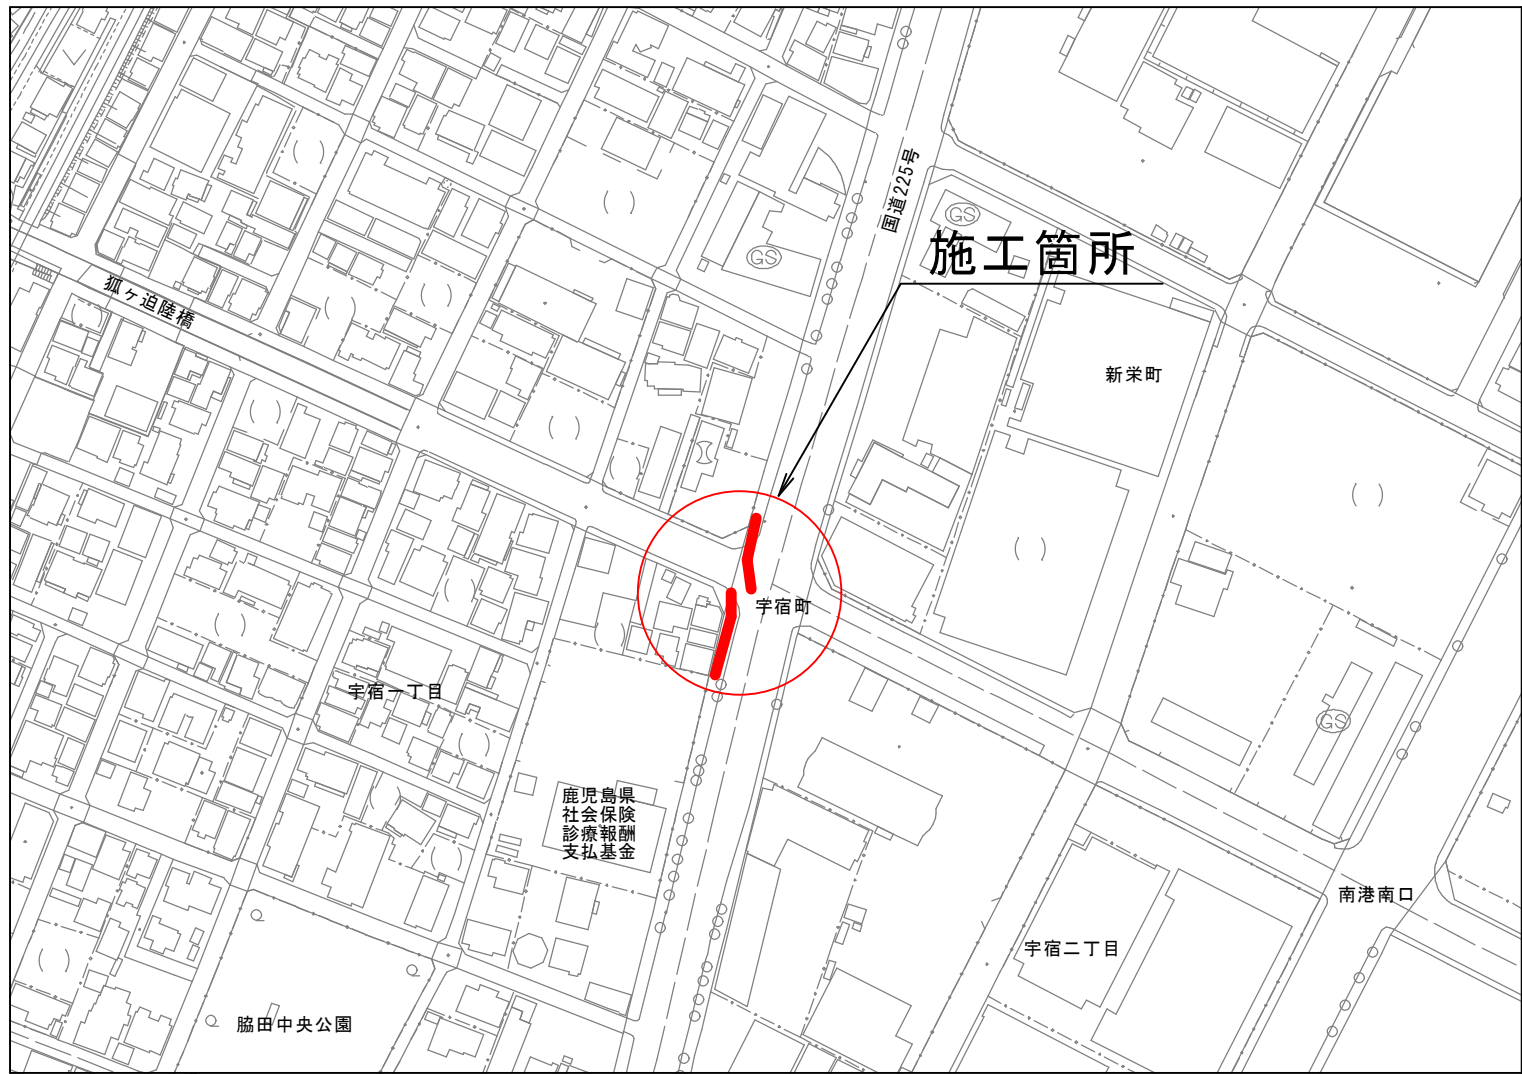 国道225号
GS
施工箇所
GS
狐ヶ迫陸橋
新栄町
宇宿町
宇宿一丁目
GS
鹿児島県
社会保険
診療報酬
支払基金
南港南口
宇宿二丁目
脇田中央公園